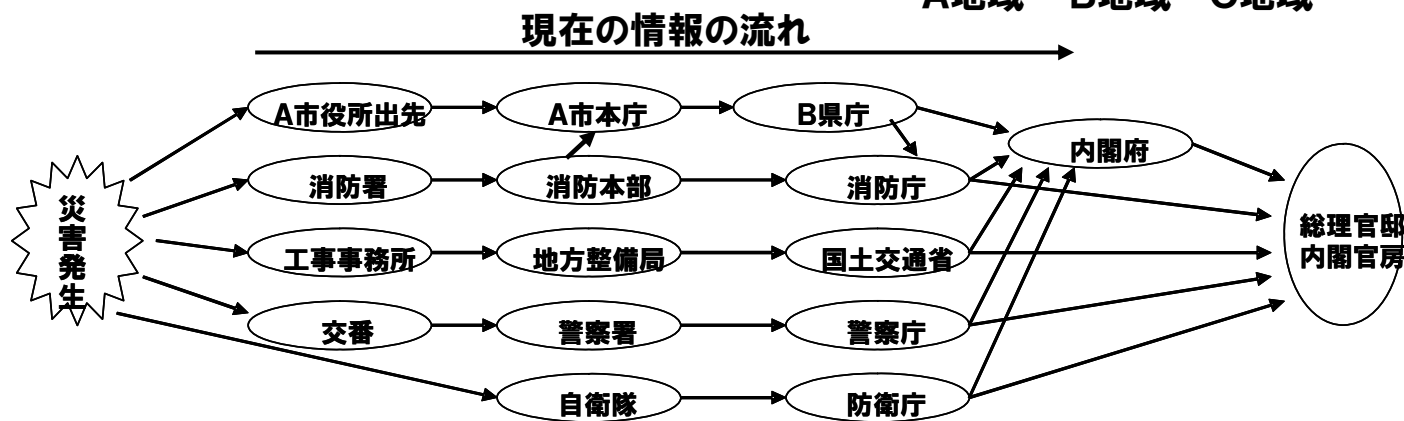 A地域 B地域 C地域
現在の情報の流れ
A市役所出先
A市本庁
B県庁
内閣府
消防署
消防本部
消防庁
災害発生
総理官邸
内閣官房
工事事務所
地方整備局
国土交通省
交番
警察署
警察庁
自衛隊
防衛庁